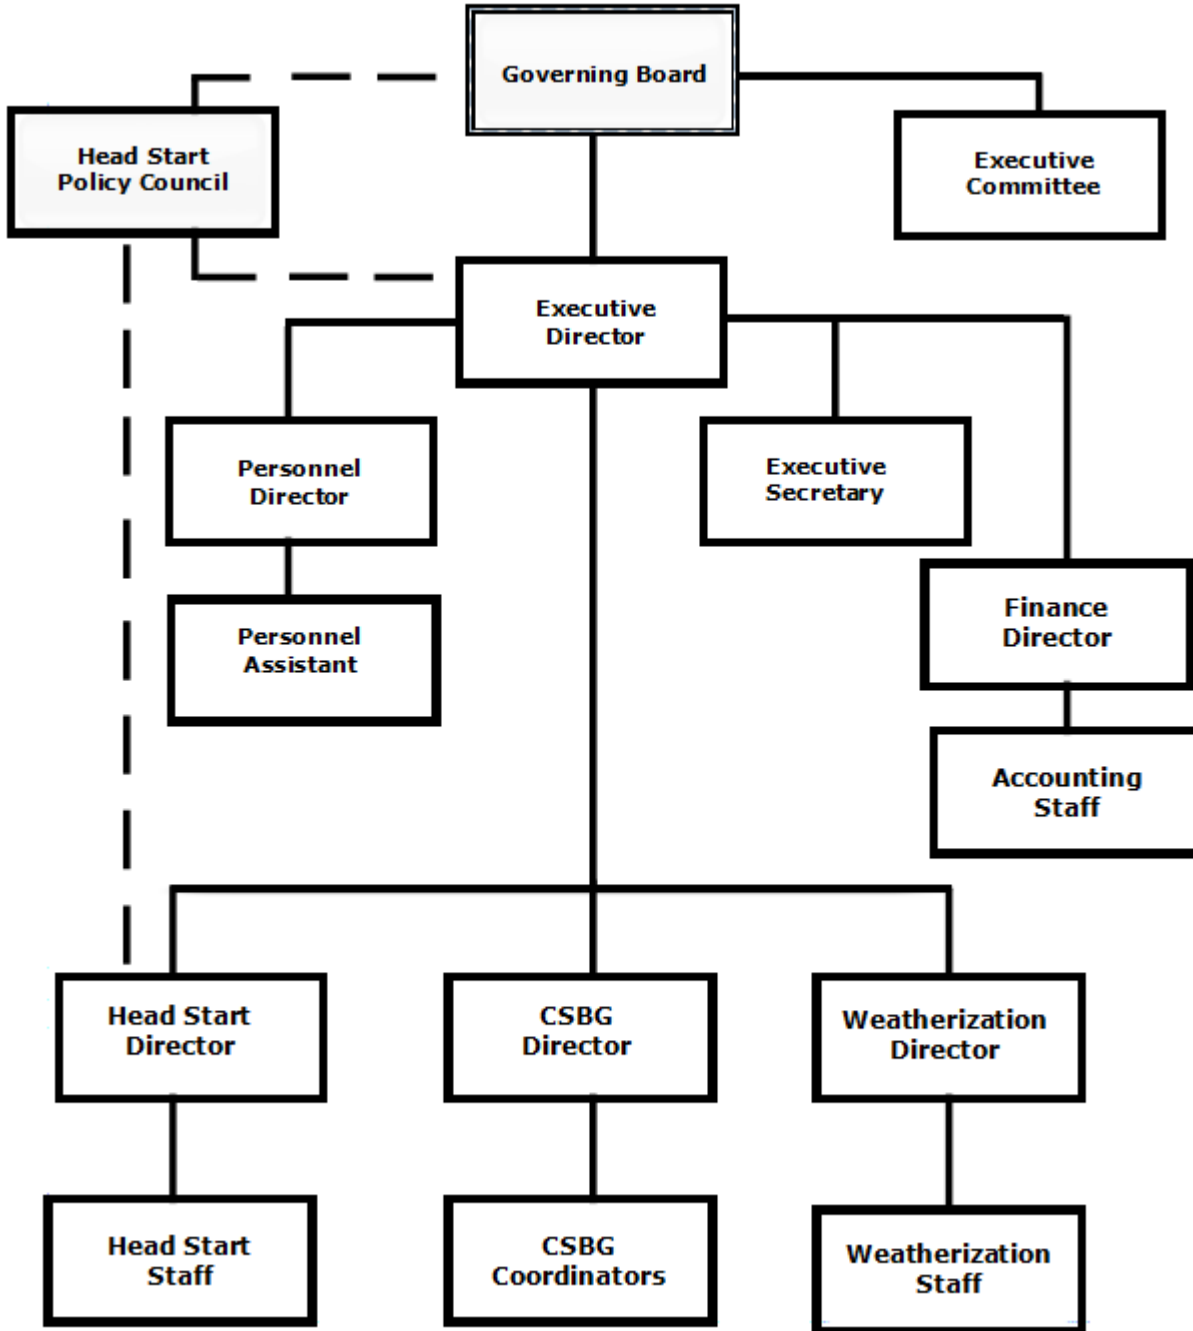 Governing Board
Head Start
Policy Council
Executive
Committee
Executive
Director
Personnel
Director
Executive
Secretary
Finance
Director
Personnel
Assistant
Accounting
Staff
Head Start
Director
CSBG
Director
Weatherization
Director
Head Start
Staff
CSBG
Coordinators
Weatherization
Staff